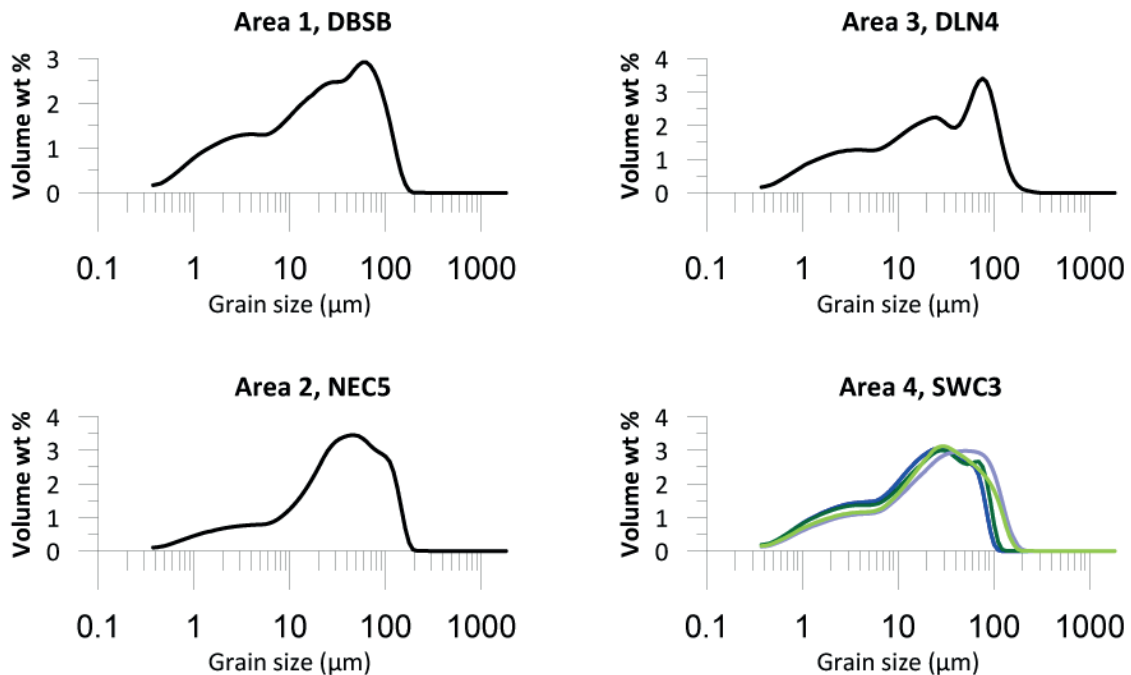 Area 1, DBSB
Volume wt %
3
2
1
0
0.1 1 10 100 1000
Grain size (µm)
Area 3, DLN4
Volume wt %
4
3
2
1
0
0.1 1 10 100 1000
Grain size (µm)
Area 2, NEC5
Volume wt %
4
3
2
1
0
0.1 1 10 100 1000
Grain size (µm)
Area 4, SWC3
Volume wt %
4
3
2
1
0
0.1 1 10 100 1000
Grain size (µm)